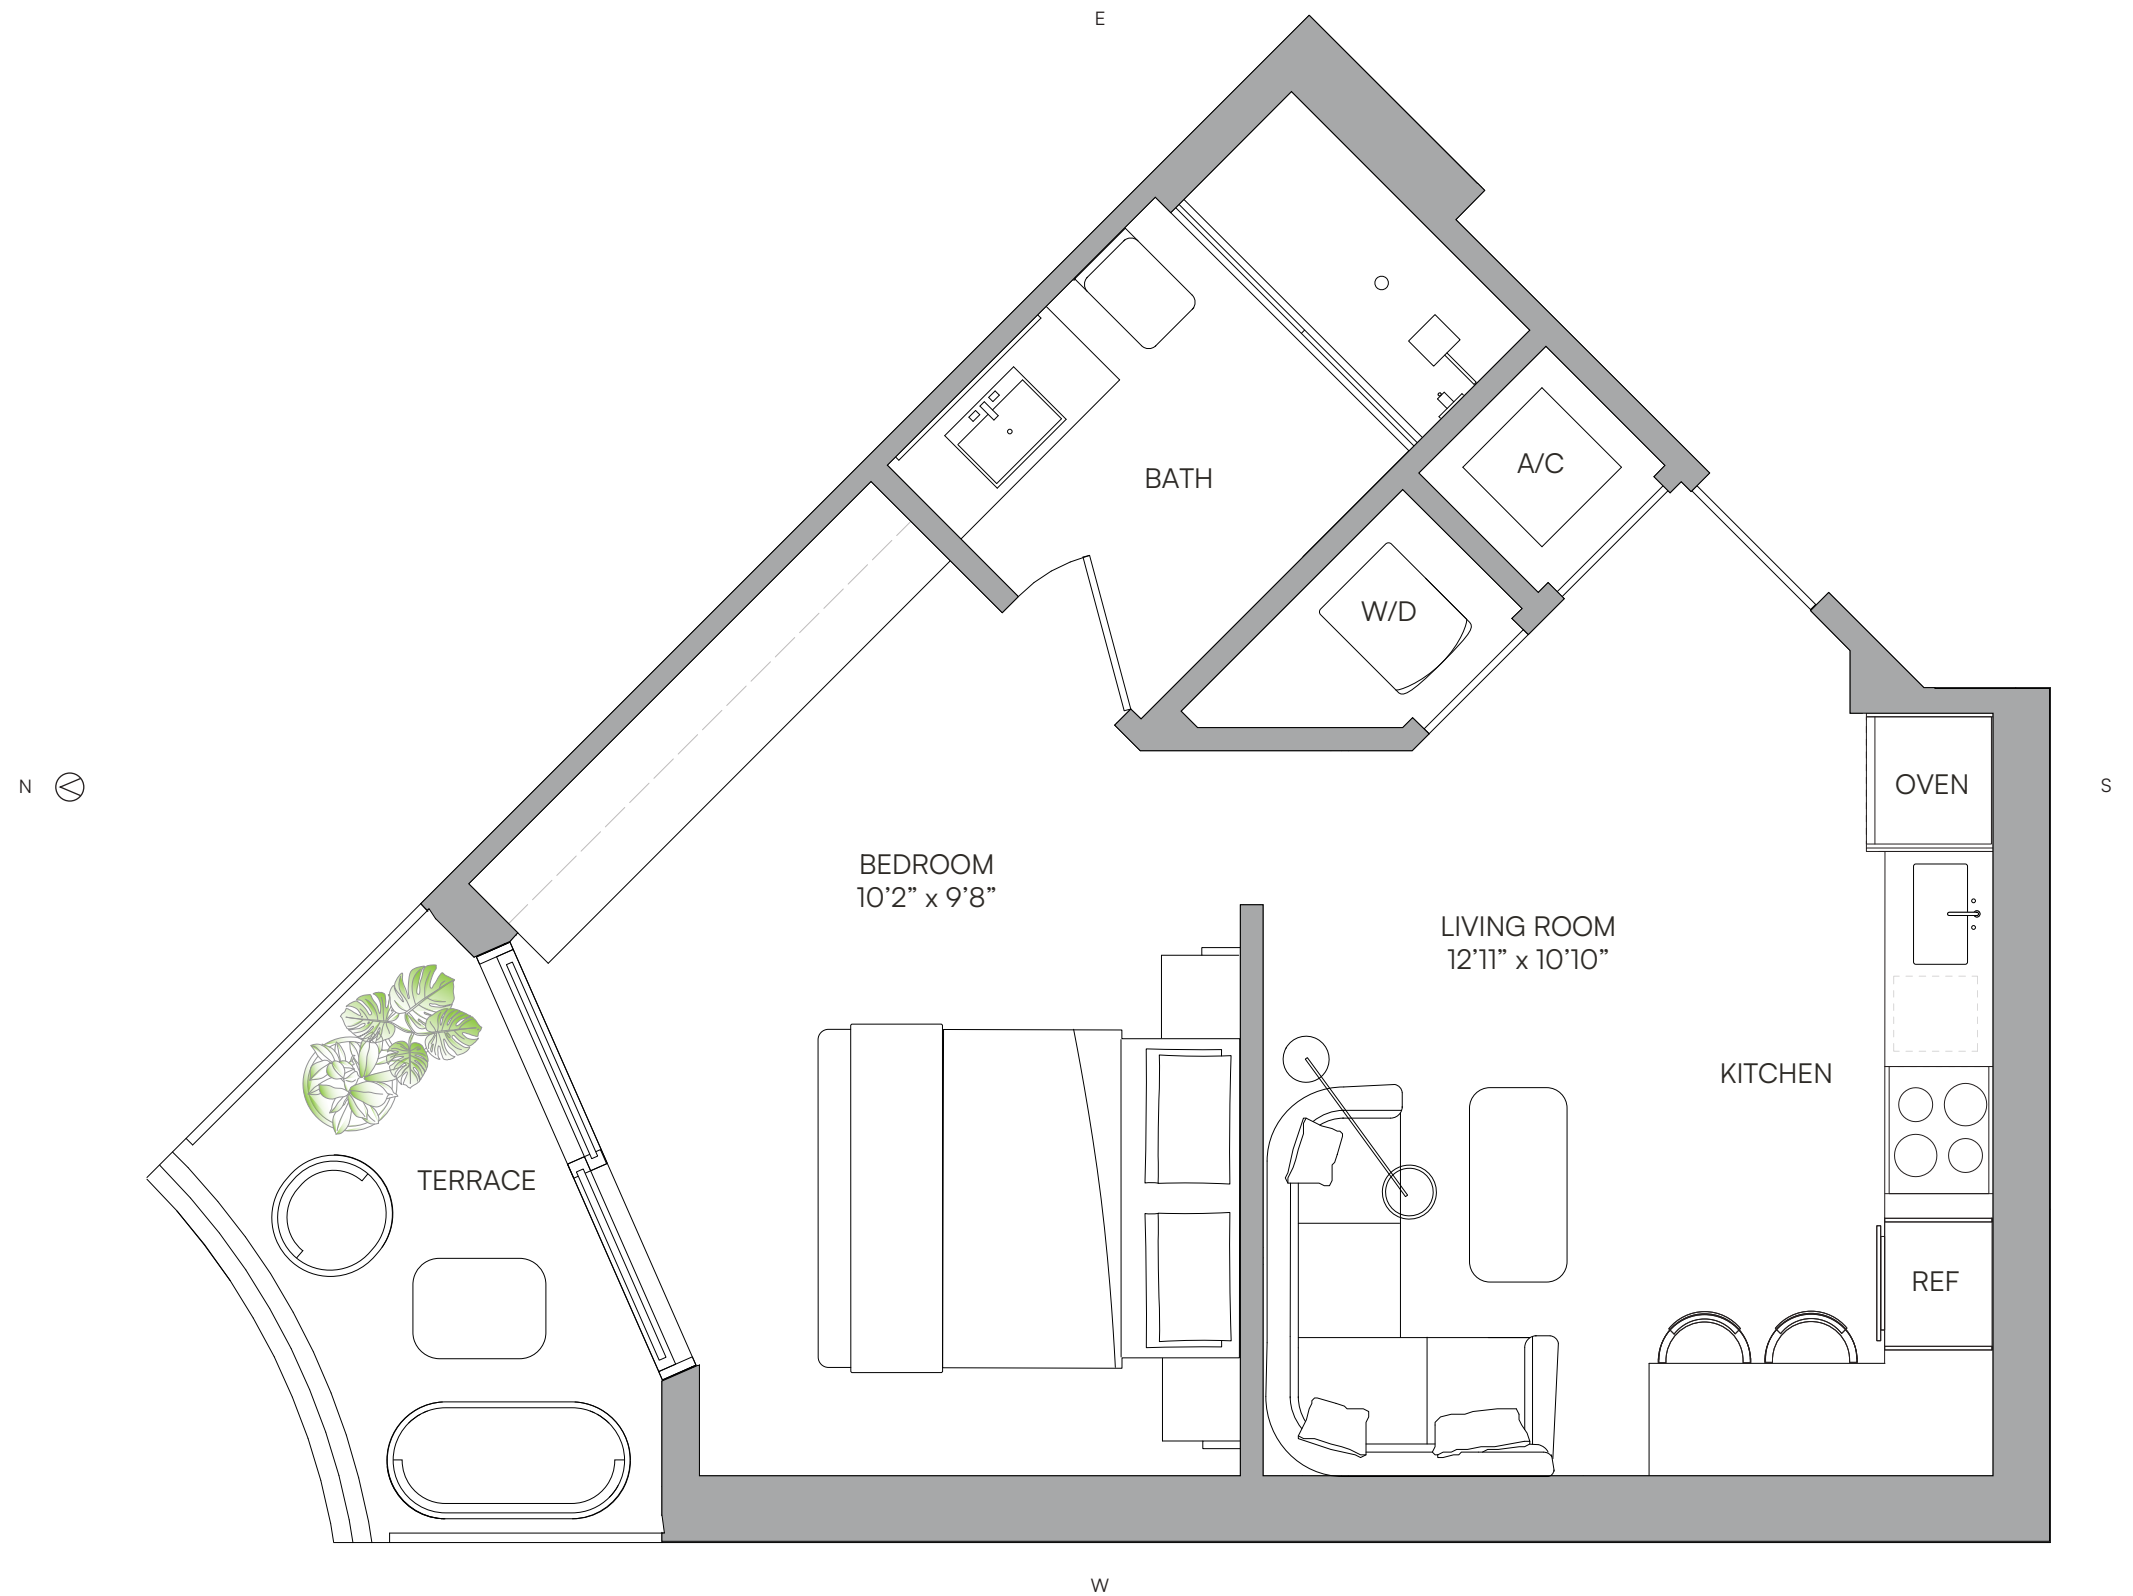 E
BATH
A/C
W/D
N
S
OVEN
BEDROOM
10’2” x 9’8”
LIVING ROOM
12’11” x 10’10”
KITCHEN
TERRACE
REF
W